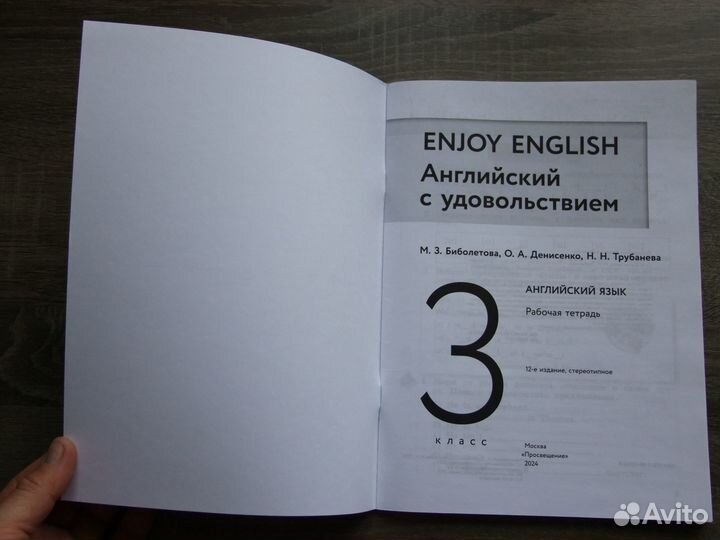 ENJOY ENGLISH
Английский
с удовольствием
М. З. Биболетова, О. А. Денисенко, Н. Н. Трубанева
3
класс
АНГЛИЙСКИЙ ЯЗЫК
Рабочая тетрадь
12-е издание, стереотипное
Москва
«Просвещение»
2024
Avito